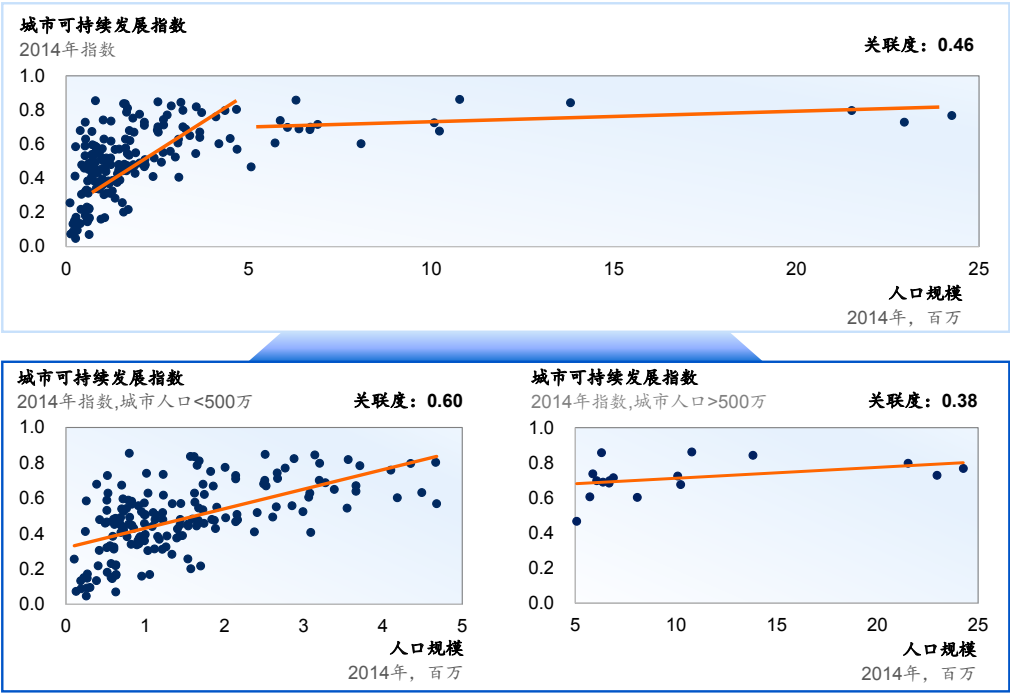 城市可持续发展指数
2014年指数
关联度：0.46
1.0
0.8
0.6
0.4
0.2
0.0
0 5 10 15 20 25
人口规模
2014年，百万
城市可持续发展指数
2014年指数,城市人口<500万
关联度：0.60
1.0
0.8
0.6
0.4
0.2
0.0
0 1 2 3 4 5
人口规模
2014年，百万
城市可持续发展指数
2014年指数,城市人口>500万
关联度：0.38
1.0
0.8
0.6
0.4
0.2
0.0
5 10 15 20 25
人口规模
2014年，百万